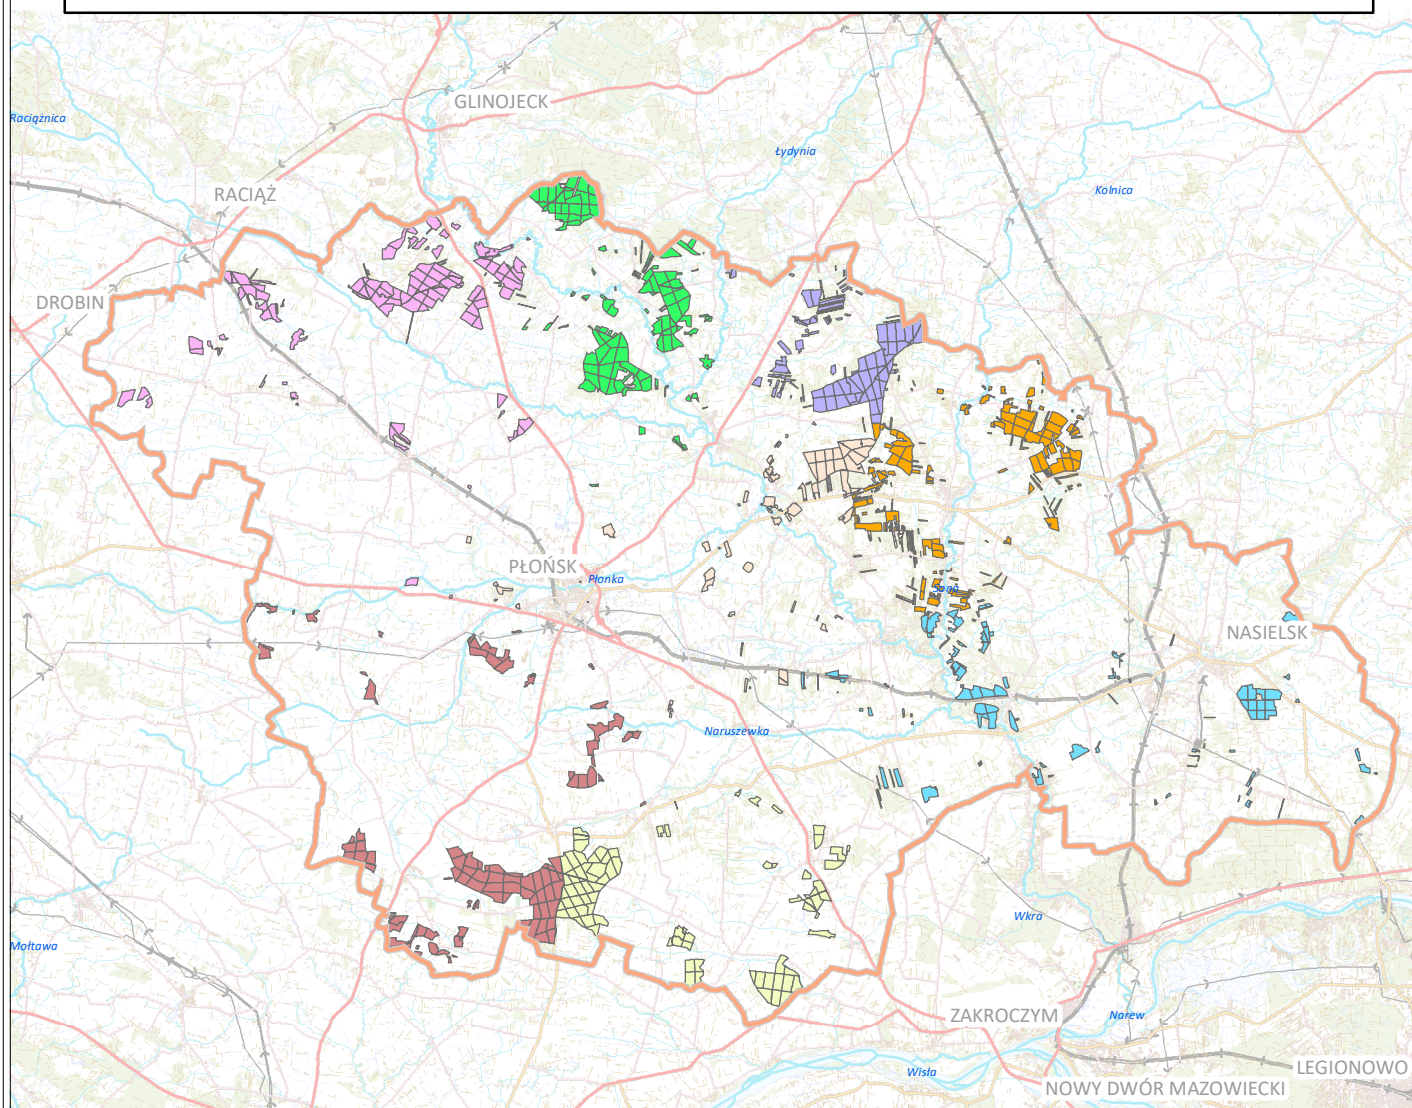 GLINOJECK
Raciążnica
Łydynia
Kolnica
RACIĄŻ
DROBIN
PŁOŃSK
Płonka
Sona
NASIELSK
Naruszewka
Wkra
Mołtawa
ZAKROCZYM
Narew
Wisła
LEGIONOWO
NOWY DWÓR MAZOWIECKI